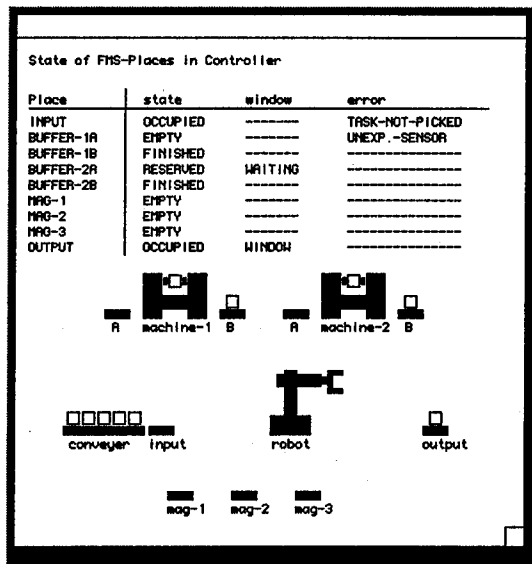 State of FMS-Places in Controller
Place state window error
INPUT OCCUPIED ------ TASK-NOT-PICKED
BUFFER-1A EMPTY ------ UNEXP.-SENSOR
BUFFER-1B FINISHED ------ --------------
BUFFER-2A RESERVED WAITING --------------
BUFFER-2B FINISHED ------ --------------
MAG-1 EMPTY ------ --------------
MAG-2 EMPTY ------ --------------
MAG-3 EMPTY ------ --------------
OUTPUT OCCUPIED WINDOW --------------
A machine-1 B A machine-2 B
conveyer input robot output
mag-1 mag-2 mag-3